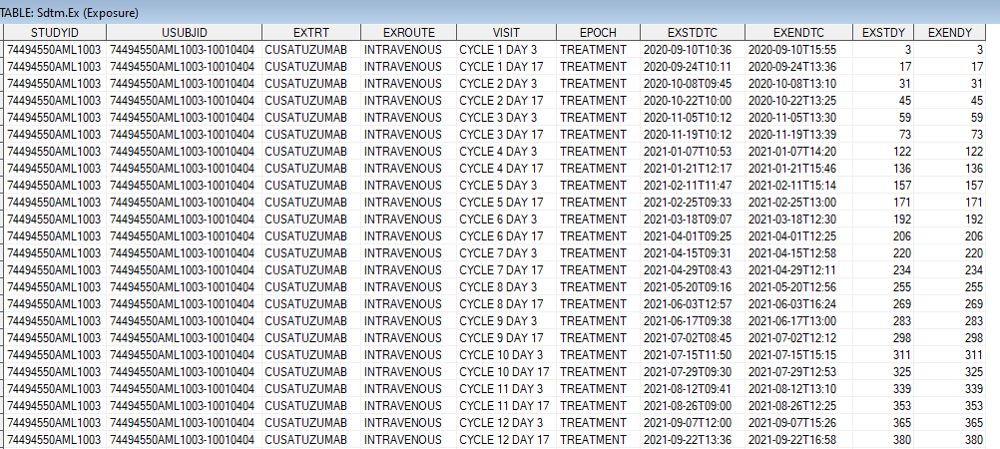 TABLE: Sdtm.Ex (Exposure)
STUDYID USUBJID EXTRT EXROUTE VISIT EPOCH EXSTDTC EXENDTC EXSTDY EXENDY
74494550AML1003 74494550AML1003-10010404 CUSATUZUMAB INTRAVENOUS CYCLE 1 DAY 3 TREATMENT 2020-09-10T10:36 2020-09-10T15:55 3 3
74494550AML1003 74494550AML1003-10010404 CUSATUZUMAB INTRAVENOUS CYCLE 1 DAY 17 TREATMENT 2020-09-24T10:11 2020-09-24T13:36 17 17
74494550AML1003 74494550AML1003-10010404 CUSATUZUMAB INTRAVENOUS CYCLE 2 DAY 3 TREATMENT 2020-10-08T09:45 2020-10-08T13:10 31 31
74494550AML1003 74494550AML1003-10010404 CUSATUZUMAB INTRAVENOUS CYCLE 2 DAY 17 TREATMENT 2020-10-22T10:00 2020-10-22T13:25 45 45
74494550AML1003 74494550AML1003-10010404 CUSATUZUMAB INTRAVENOUS CYCLE 3 DAY 3 TREATMENT 2020-11-05T10:12 2020-11-05T13:30 59 59
74494550AML1003 74494550AML1003-10010404 CUSATUZUMAB INTRAVENOUS CYCLE 3 DAY 17 TREATMENT 2020-11-19T10:12 2020-11-19T13:39 73 73
74494550AML1003 74494550AML1003-10010404 CUSATUZUMAB INTRAVENOUS CYCLE 4 DAY 3 TREATMENT 2021-01-07T10:53 2021-01-07T14:20 122 122
74494550AML1003 74494550AML1003-10010404 CUSATUZUMAB INTRAVENOUS CYCLE 4 DAY 17 TREATMENT 2021-01-21T12:17 2021-01-21T15:46 136 136
74494550AML1003 74494550AML1003-10010404 CUSATUZUMAB INTRAVENOUS CYCLE 5 DAY 3 TREATMENT 2021-02-11T11:47 2021-02-11T15:14 157 157
74494550AML1003 74494550AML1003-10010404 CUSATUZUMAB INTRAVENOUS CYCLE 5 DAY 17 TREATMENT 2021-02-25T09:33 2021-02-25T13:00 171 171
74494550AML1003 74494550AML1003-10010404 CUSATUZUMAB INTRAVENOUS CYCLE 6 DAY 3 TREATMENT 2021-03-18T09:07 2021-03-18T12:30 192 192
74494550AML1003 74494550AML1003-10010404 CUSATUZUMAB INTRAVENOUS CYCLE 6 DAY 17 TREATMENT 2021-04-01T09:25 2021-04-01T12:25 206 206
74494550AML1003 74494550AML1003-10010404 CUSATUZUMAB INTRAVENOUS CYCLE 7 DAY 3 TREATMENT 2021-04-15T09:31 2021-04-15T12:58 220 220
74494550AML1003 74494550AML1003-10010404 CUSATUZUMAB INTRAVENOUS CYCLE 7 DAY 17 TREATMENT 2021-04-29T08:43 2021-04-29T12:11 234 234
74494550AML1003 74494550AML1003-10010404 CUSATUZUMAB INTRAVENOUS CYCLE 8 DAY 3 TREATMENT 2021-05-20T09:16 2021-05-20T12:56 255 255
74494550AML1003 74494550AML1003-10010404 CUSATUZUMAB INTRAVENOUS CYCLE 8 DAY 17 TREATMENT 2021-06-03T12:57 2021-06-03T16:24 269 269
74494550AML1003 74494550AML1003-10010404 CUSATUZUMAB INTRAVENOUS CYCLE 9 DAY 3 TREATMENT 2021-06-17T09:38 2021-06-17T13:00 283 283
74494550AML1003 74494550AML1003-10010404 CUSATUZUMAB INTRAVENOUS CYCLE 9 DAY 17 TREATMENT 2021-07-02T08:45 2021-07-02T12:12 298 298
74494550AML1003 74494550AML1003-10010404 CUSATUZUMAB INTRAVENOUS CYCLE 10 DAY 3 TREATMENT 2021-07-15T11:50 2021-07-15T15:15 311 311
74494550AML1003 74494550AML1003-10010404 CUSATUZUMAB INTRAVENOUS CYCLE 10 DAY 17 TREATMENT 2021-07-29T09:30 2021-07-29T12:53 325 325
74494550AML1003 74494550AML1003-10010404 CUSATUZUMAB INTRAVENOUS CYCLE 11 DAY 3 TREATMENT 2021-08-12T09:41 2021-08-12T13:10 339 339
74494550AML1003 74494550AML1003-10010404 CUSATUZUMAB INTRAVENOUS CYCLE 11 DAY 17 TREATMENT 2021-08-26T09:00 2021-08-26T12:25 353 353
74494550AML1003 74494550AML1003-10010404 CUSATUZUMAB INTRAVENOUS CYCLE 12 DAY 3 TREATMENT 2021-09-07T12:00 2021-09-07T15:26 365 365
74494550AML1003 74494550AML1003-10010404 CUSATUZUMAB INTRAVENOUS CYCLE 12 DAY 17 TREATMENT 2021-09-22T13:36 2021-09-22T16:58 380 380